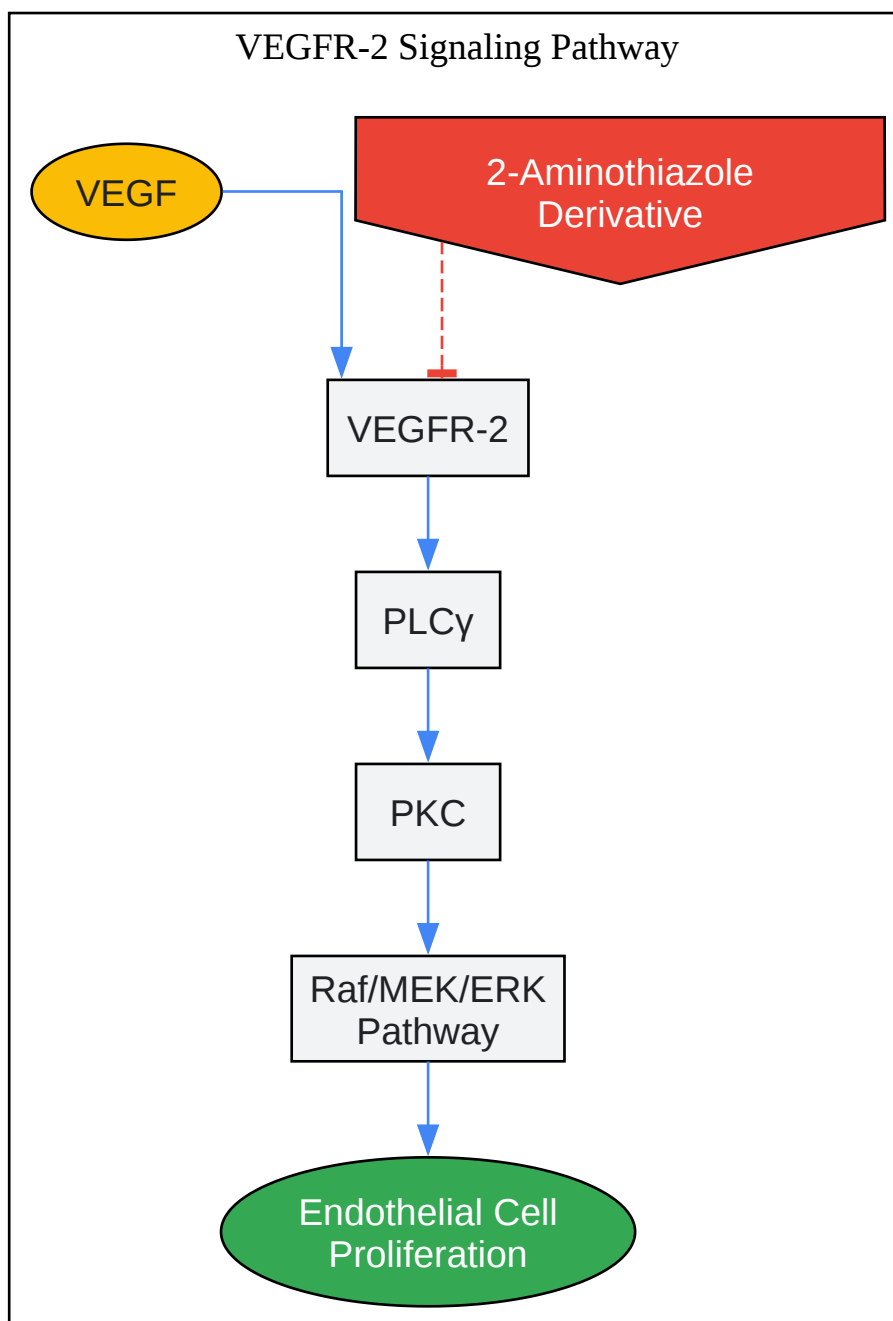 VEGFR-2 Signaling Pathway
VEGF
2-Aminothiazole
Derivative
VEGFR-2
PLCγ
PKC
Raf/MEK/ERK
Pathway
Endothelial Cell
Proliferation